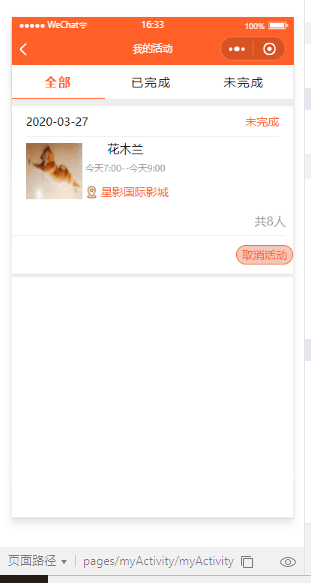 WeChat 16:33 100%
我的活动
全部 已完成 未完成
2020-03-27 未完成
花木兰
今天7:00--今天9:00
星影国际影城
共8人
取消活动
页面路径 pages/myActivity/myActivity